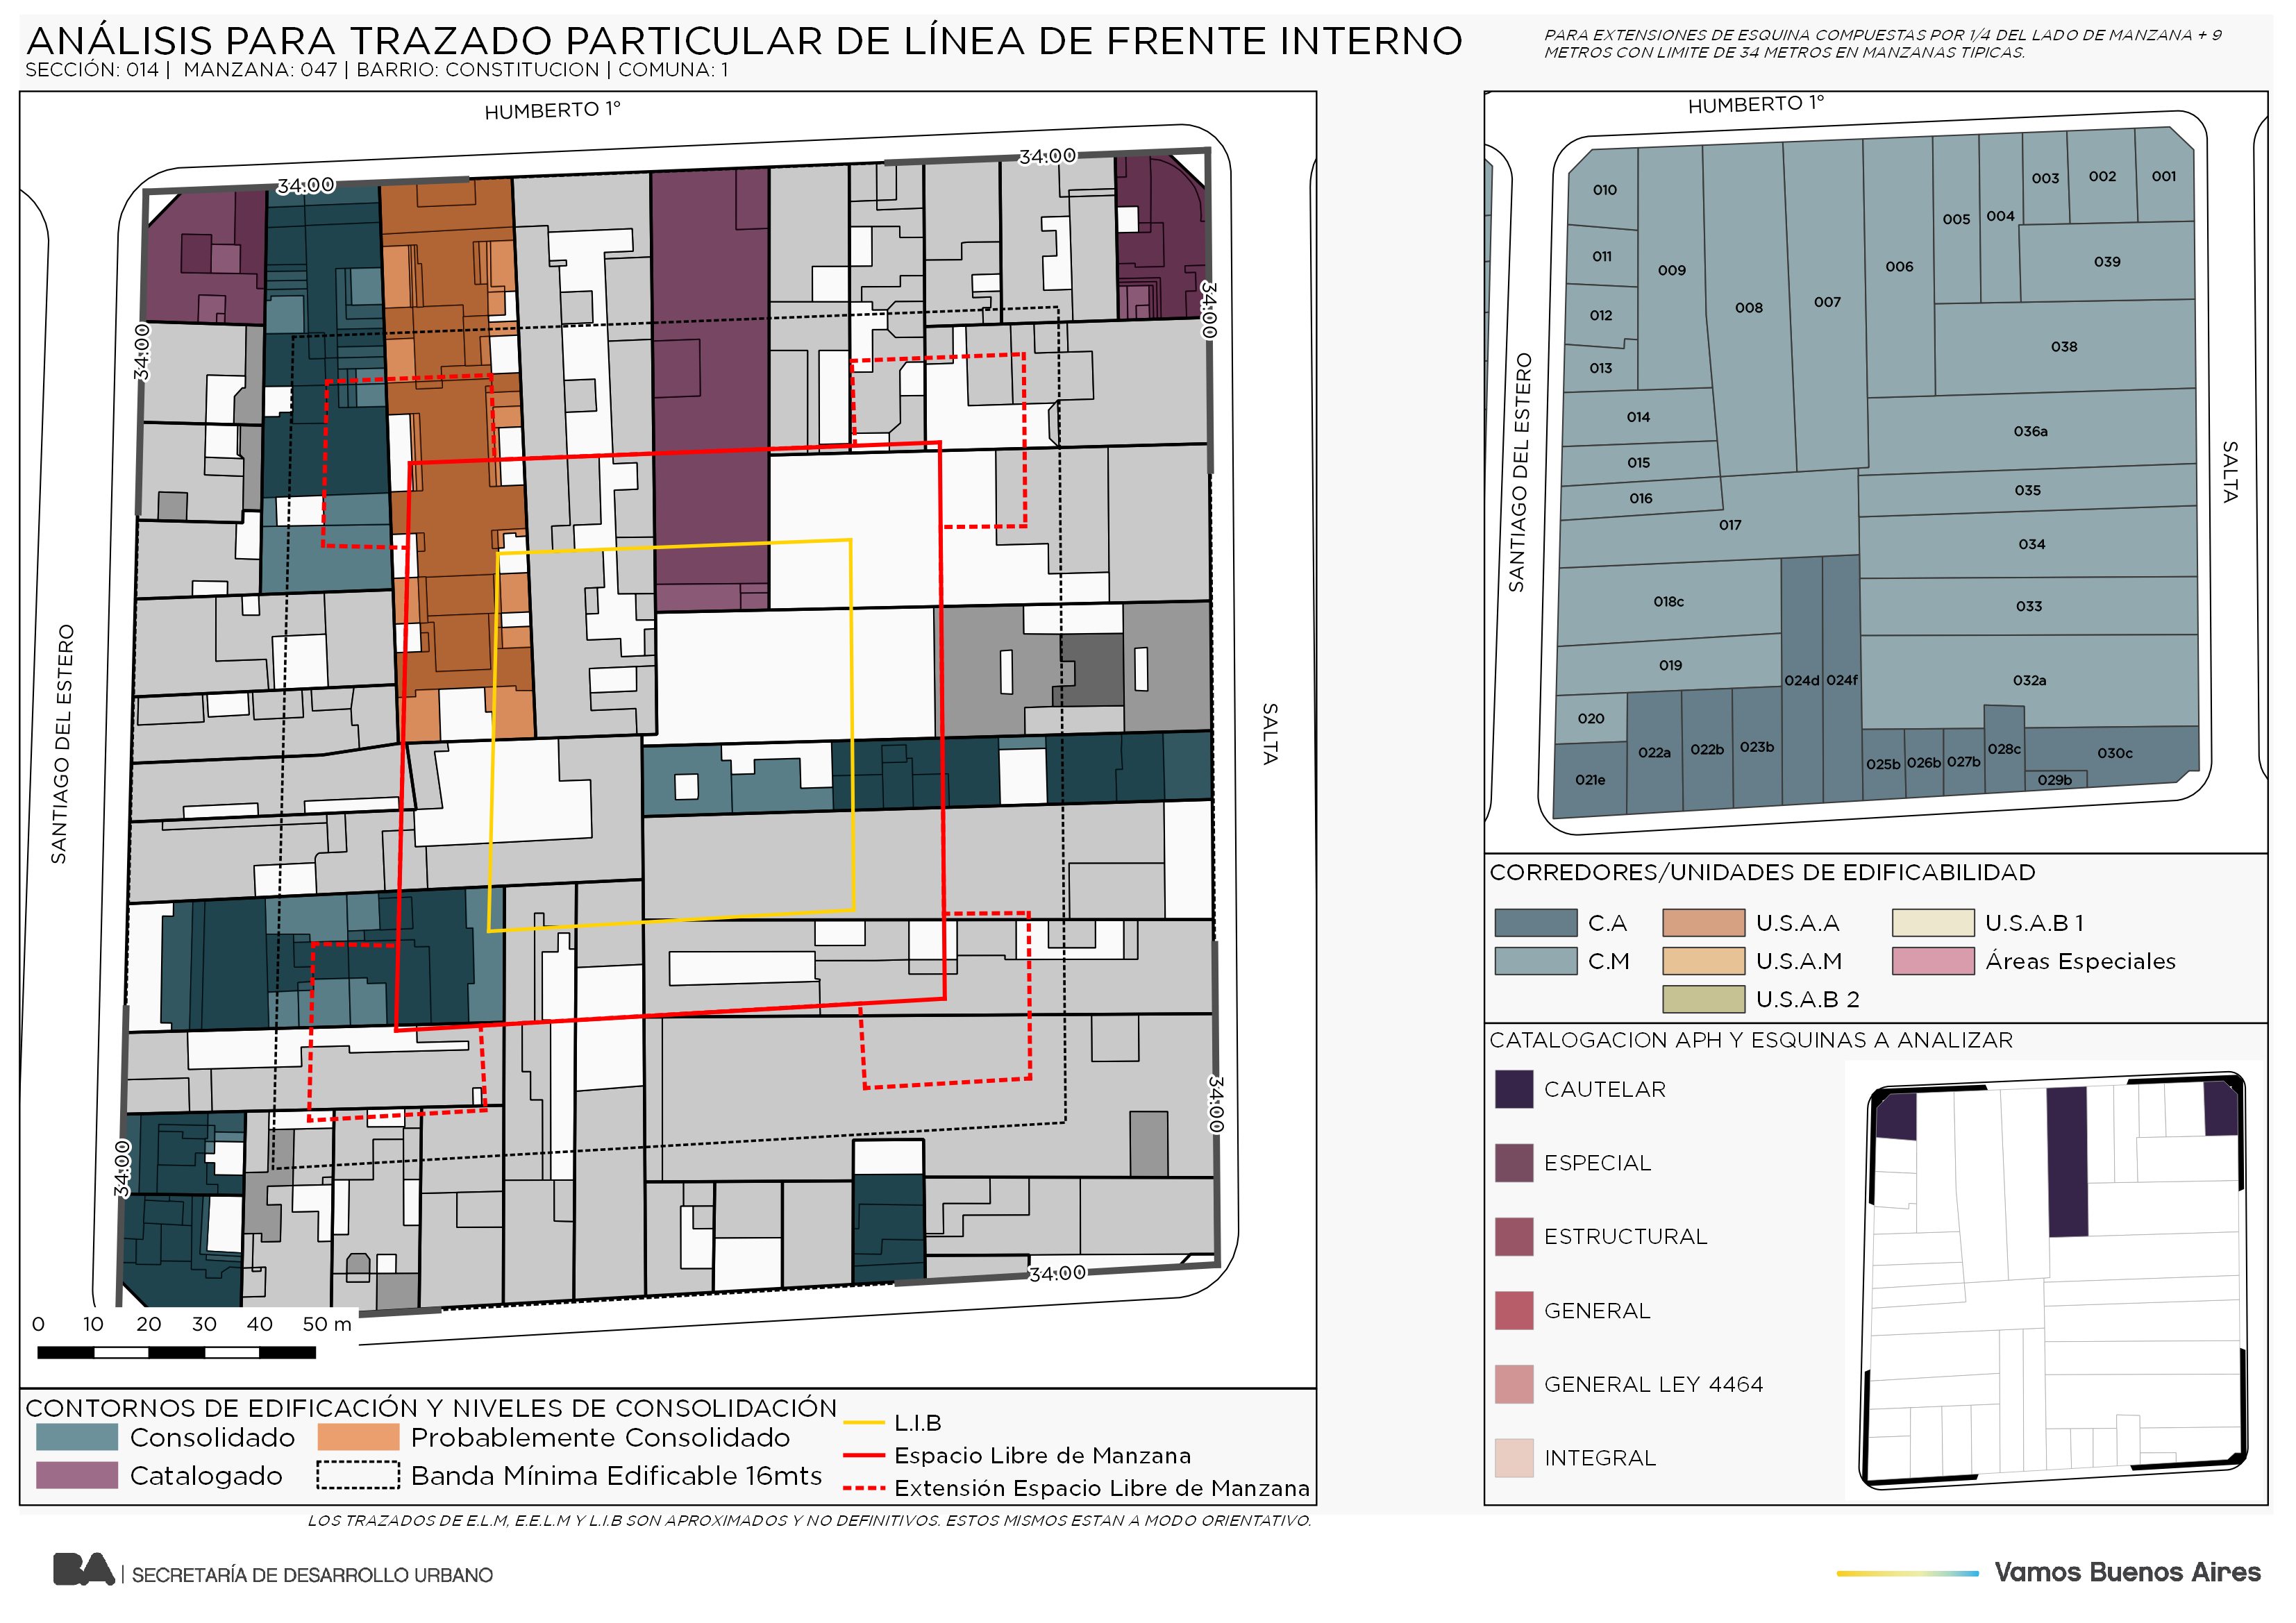 ANÁLISIS PARA TRAZADO PARTICULAR DE LÍNEA DE FRENTE INTERNO
SECCIÓN: 014 | MANZANA: 047 | BARRIO: CONSTITUCION | COMUNA: 1
PARA EXTENSIONES DE ESQUINA COMPUESTAS POR 1/4 DEL LADO DE MANZANA + 9
METROS CON LIMITE DE 34 METROS EN MANZANAS TIPICAS.
HUMBERTO 1°
34:00
34:00
34:00
34:00
SANTIAGO DEL ESTERO
SALTA
34:00
34:00
34:00
0 10 20 30 40 50 m
CONTORNOS DE EDIFICACIÓN Y NIVELES DE CONSOLIDACIÓN
Consolidado
Probablemente Consolidado
Catalogado
Banda Mínima Edificable 16mts
L.I.B
Espacio Libre de Manzana
Extensión Espacio Libre de Manzana
LOS TRAZADOS DE E.L.M, E.E.L.M Y L.I.B SON APROXIMADOS Y NO DEFINITIVOS. ESTOS MISMOS ESTAN A MODO ORIENTATIVO.
HUMBERTO 1°
SANTIAGO DEL ESTERO
SALTA
010
003
002
001
005
004
011
009
006
039
012
008
007
038
013
014
036a
015
016
035
017
034
018c
033
019
024d
024f
032a
020
022a
022b
023b
028c
030c
025b
026b
027b
021e
029b
CORREDORES/UNIDADES DE EDIFICABILIDAD
C.A
U.S.A.A
U.S.A.B 1
C.M
U.S.A.M
Áreas Especiales
U.S.A.B 2
CATALOGACION APH Y ESQUINAS A ANALIZAR
CAUTELAR
ESPECIAL
ESTRUCTURAL
GENERAL
GENERAL LEY 4464
INTEGRAL
BA | SECRETARÍA DE DESARROLLO URBANO
Vamos Buenos Aires